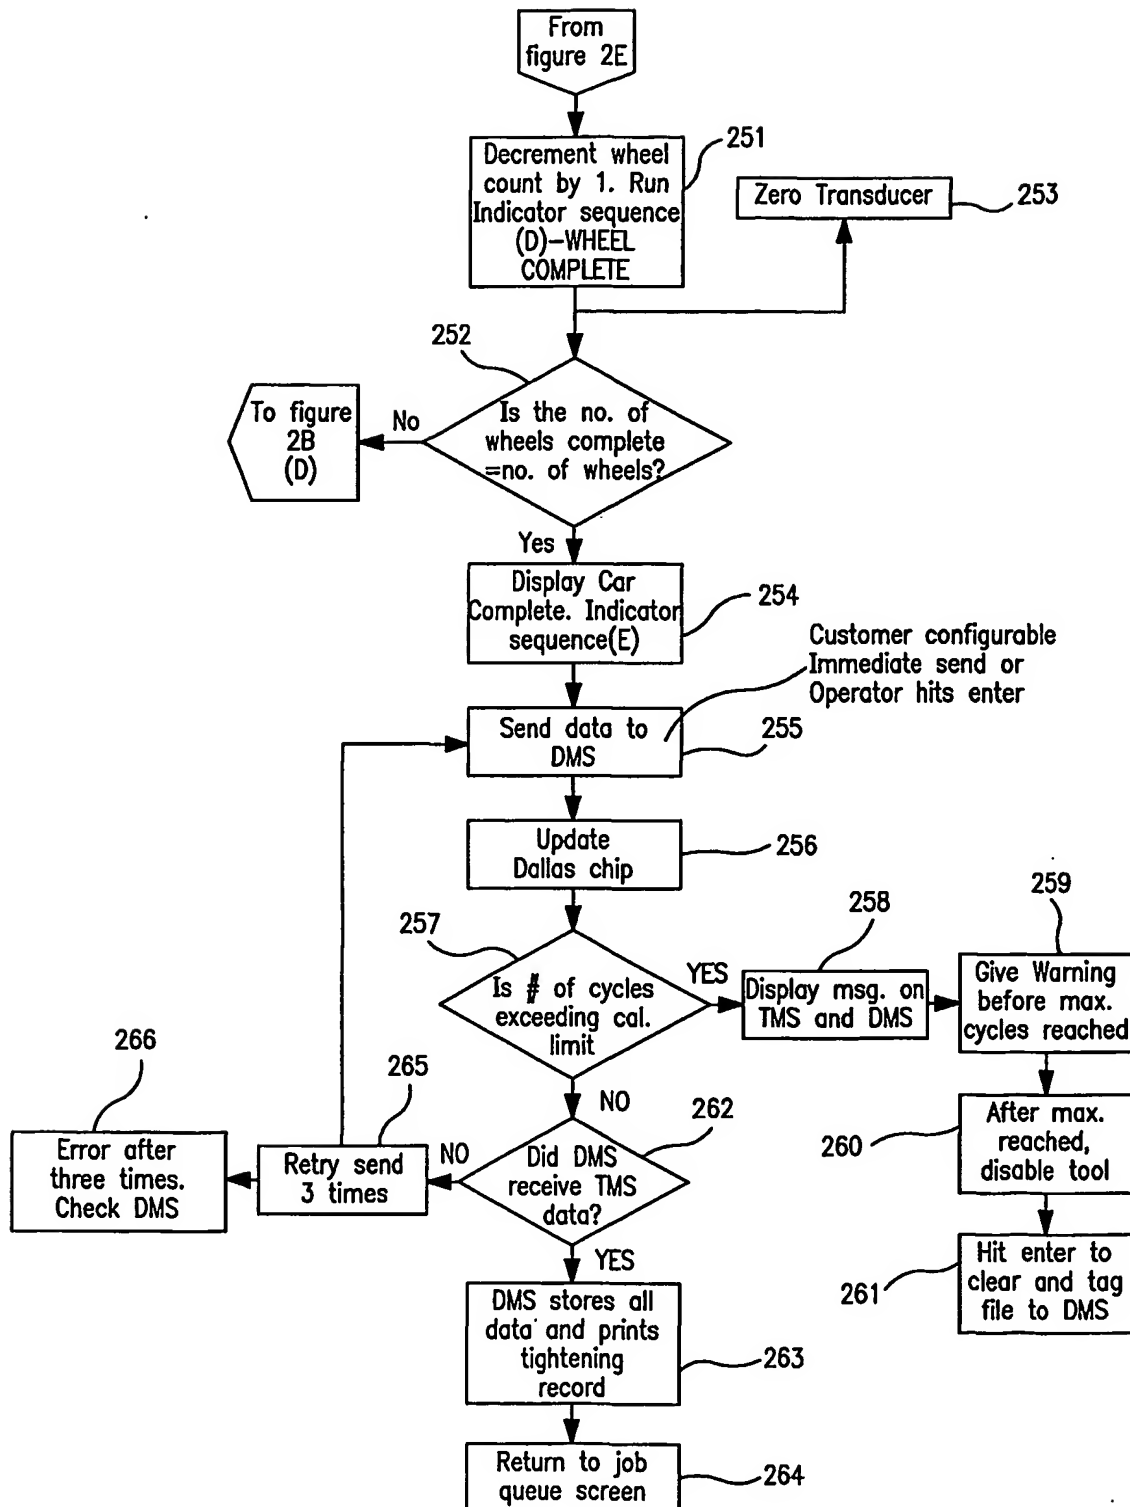 From
figure 2E
Decrement wheel
count by 1. Run
Indicator sequence
(D)-WHEEL
COMPLETE
251
Zero Transducer
253
252
To figure
2B
(D)
No
Is the no. of
wheels complete
=no. of wheels?
Yes
Display Car
Complete. Indicator
sequence(E)
254
Customer configurable
Immediate send or
Operator hits enter
Send data to
DMS
255
Update
Dallas chip
256
257
Is # of cycles
exceeding cal.
limit
YES
258
Display msg. on
TMS and DMS
259
Give Warning
before max.
cycles reached
After max.
reached,
disable tool
260
Hit enter to
clear and tag
file to DMS
261
NO
262
Did DMS
receive TMS
data?
NO
265
Retry send
3 times
266
Error after
three times.
Check DMS
YES
DMS stores all
data and prints
tightening
record
263
Return to job
queue screen
264